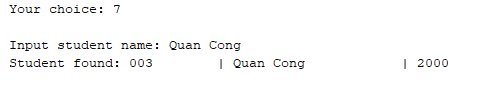 Your choice: 7
Input student name: Quan Cong
Student found: 003 | Quan Cong | 2000